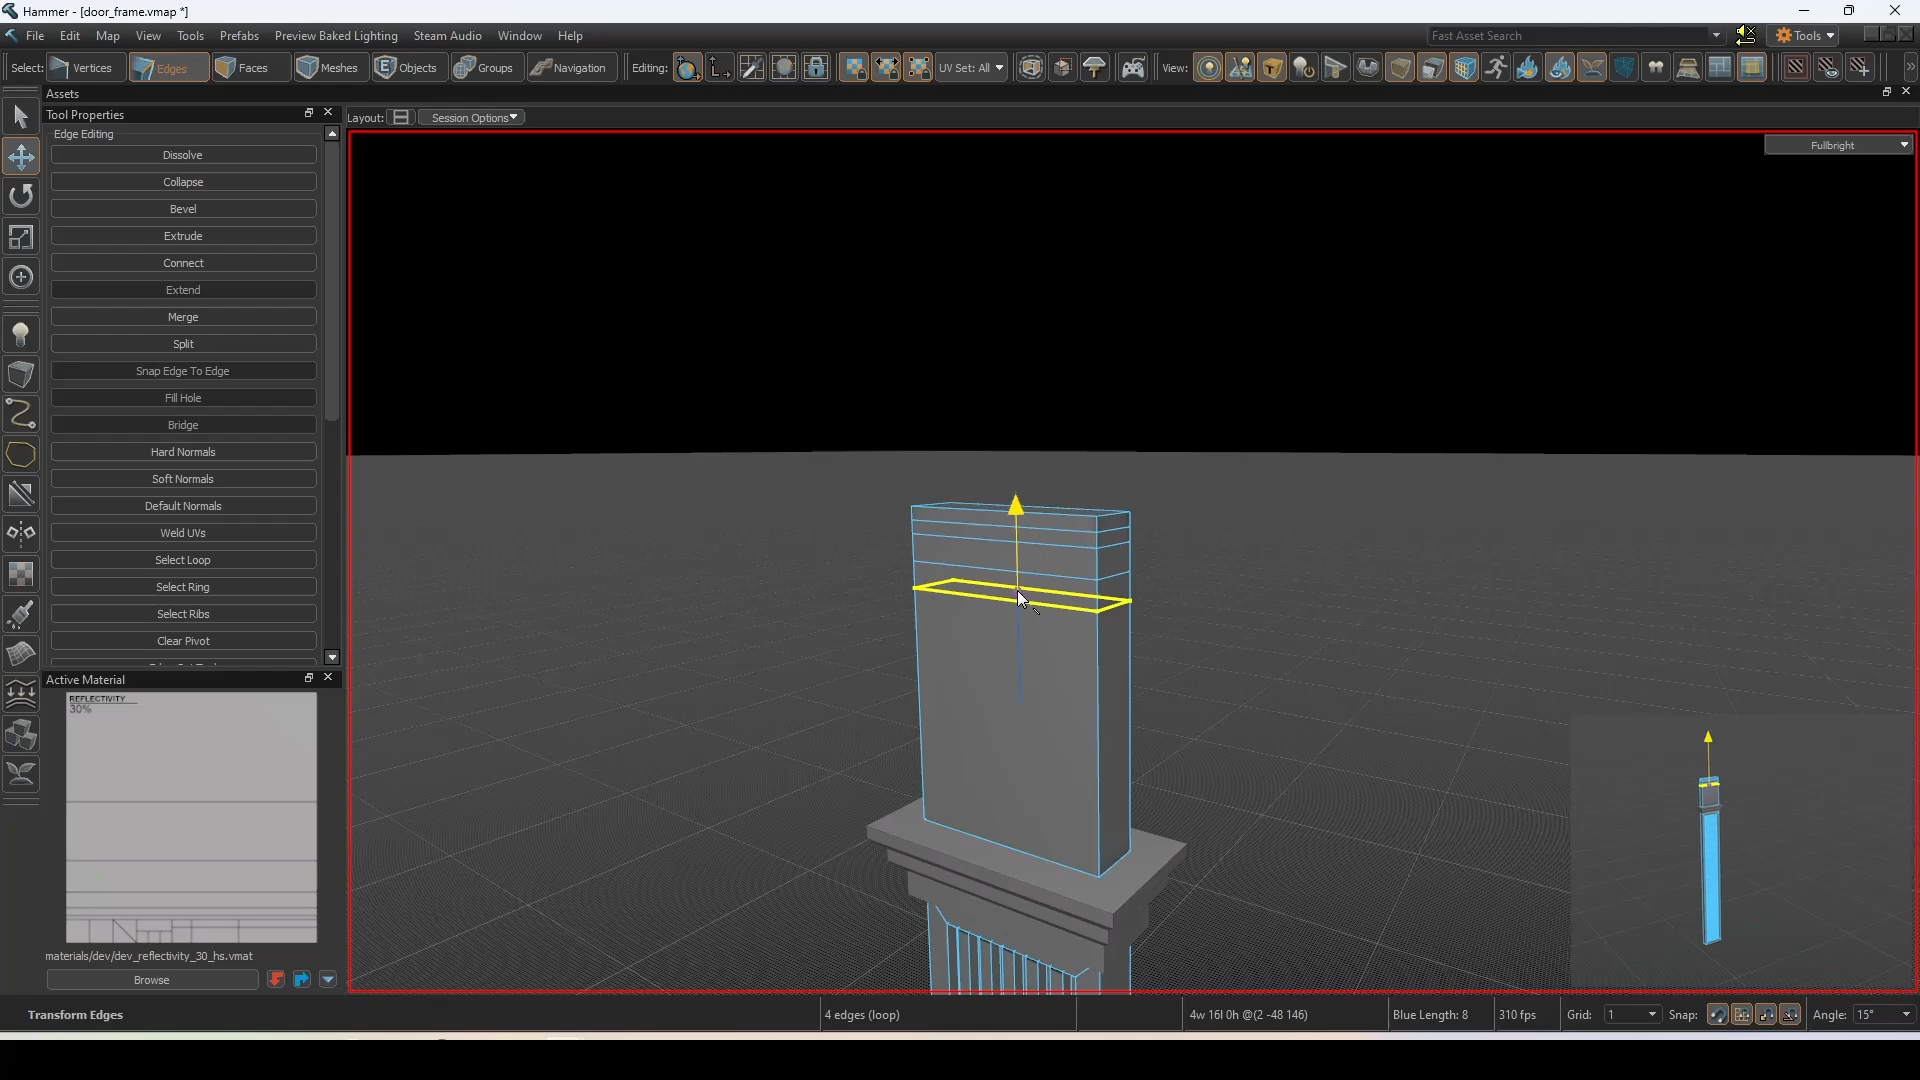 Hammer - [door_frame.vmap *]
File Edit Map View Tools Prefabs Preview Baked Lighting Steam Audio Window Help
Fast Asset Search
Tools
Select: Vertices Edges Faces Meshes Objects Groups Navigation Editing: UV Set: All View:
Assets
Tool Properties
Layout: Session Options
Edge Editing
Fullbright
Dissolve
Collapse
Bevel
Extrude
Connect
Extend
Merge
Split
Snap Edge To Edge
Fill Hole
Bridge
Hard Normals
Soft Normals
Default Normals
Weld UVs
Select Loop
Select Ring
Select Ribs
Clear Pivot
Active Material
REFLECTIVITY
30%
materials/dev/dev_reflectivity_30_hs.vmat
Browse
Transform Edges
4 edges (loop)
4w 16l 0h @(2 -48 146)
Blue Length: 8
310 fps
Grid: 1
Snap:
Angle: 15°